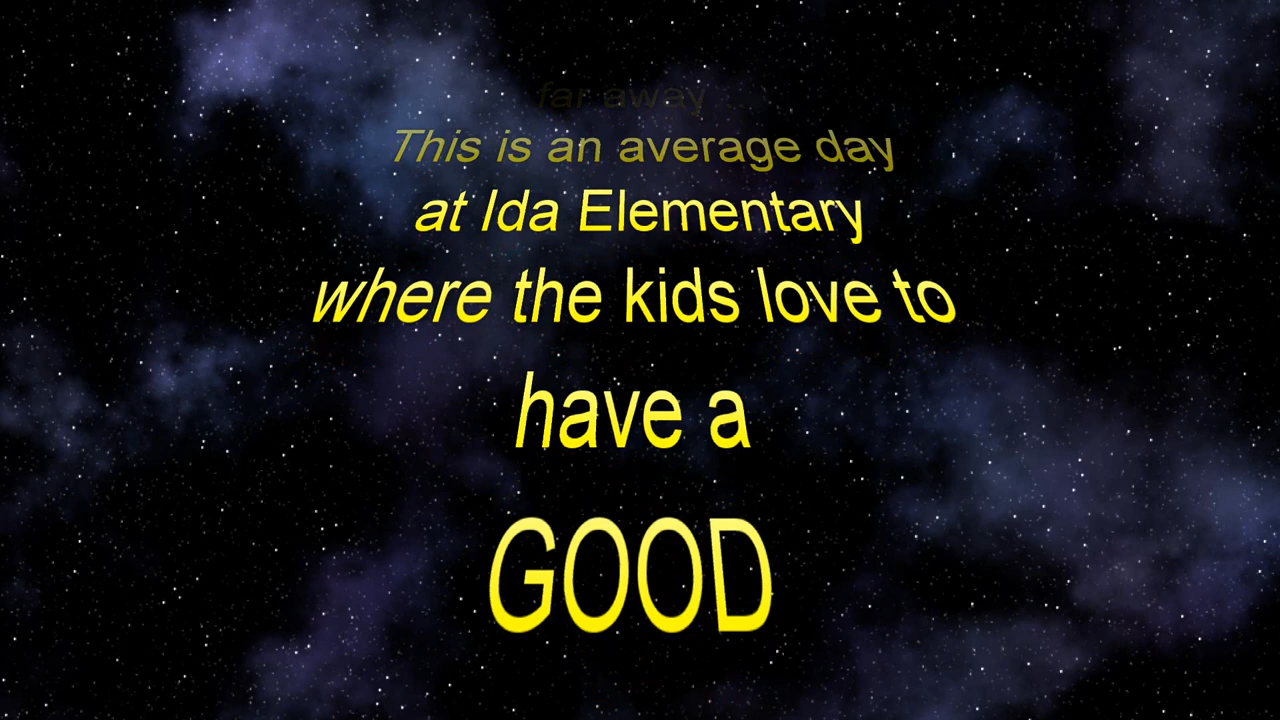 far away
This is an average day
at Ida Elementary
where the kids love to
have a
GOOD